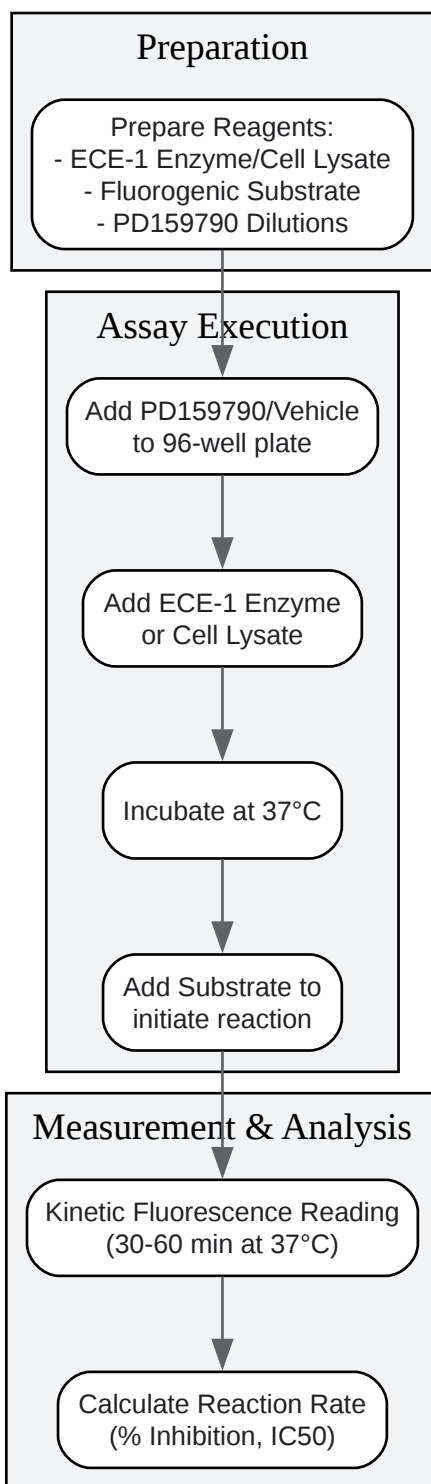 Preparation
Prepare Reagents:
- ECE-1 Enzyme/Cell Lysate
- Fluorogenic Substrate
- PD159790 Dilutions
Assay Execution
Add PD159790/Vehicle
to 96-well plate
Add ECE-1 Enzyme
or Cell Lysate
Incubate at 37°C
Add Substrate to
initiate reaction
Measurement & Analysis
Kinetic Fluorescence Reading
(30-60 min at 37°C)
Calculate Reaction Rate
(% Inhibition, IC50)